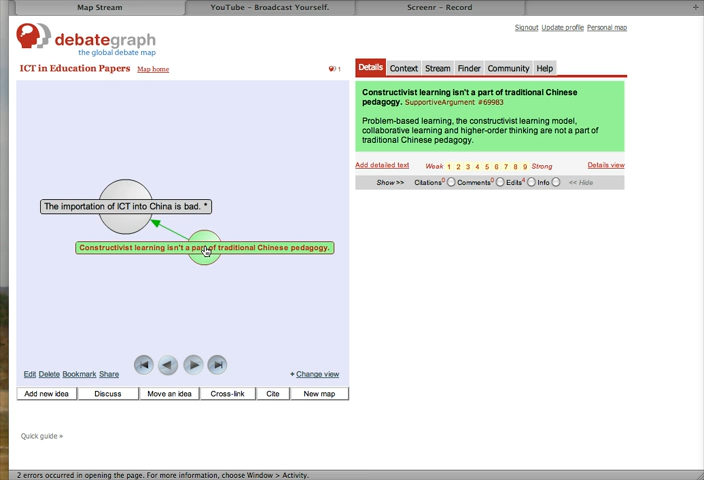 Map Stream
YouTube - Broadcast Yourself.
Screenr - Record
+
debategraph
the global debate map
Signout Update profile Personal map
ICT in Education Papers Map home
1
Details Context Stream Finder Community Help
Constructivist learning isn't a part of traditional Chinese
pedagogy. SupportiveArgument #69983
Problem-based learning, the constructivist learning model,
collaborative learning and higher-order thinking are not a part of
traditional Chinese pedagogy.
Add detailed text Weak 1 2 3 4 5 6 7 8 9 Strong Details view
Show >> Citations0 Comments0 Edits4 Info << Hide
The importation of ICT into China is bad. *
Constructivist learning isn't a part of traditional Chinese pedagogy.
Edit Delete Bookmark Share + Change view
Add new idea Discuss Move an idea Cross-link Cite New map
Quick guide »
2 errors occurred in opening the page. For more information, choose Window > Activity.